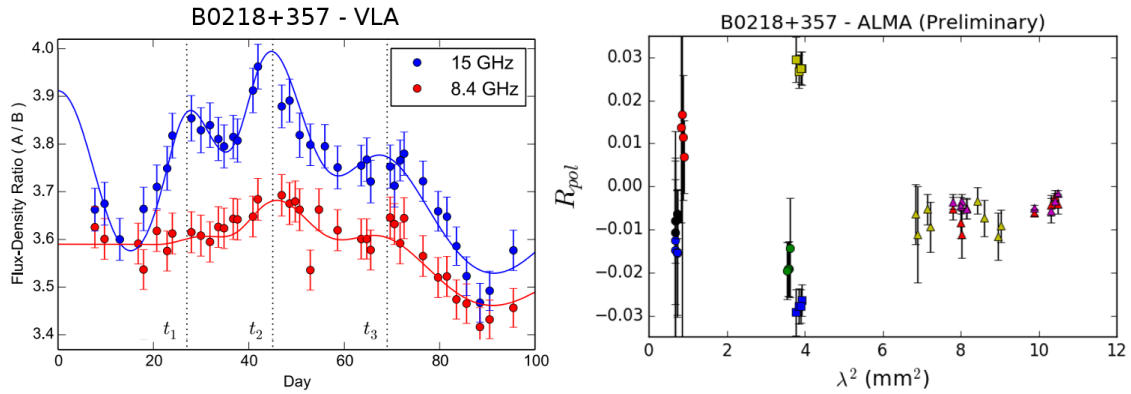 B0218+357 - VLA
4.0
3.9
3.8
3.7
3.6
3.5
3.4
Flux-Density Ratio ( A / B )
15 GHz
8.4 GHz
t1
t2
t3
0
20
40
60
80
100
Day
B0218+357 - ALMA (Preliminary)
0.03
0.02
0.01
0.00
−0.01
−0.02
−0.03
Rpol
0
2
4
6
8
10
12
λ² (mm²)